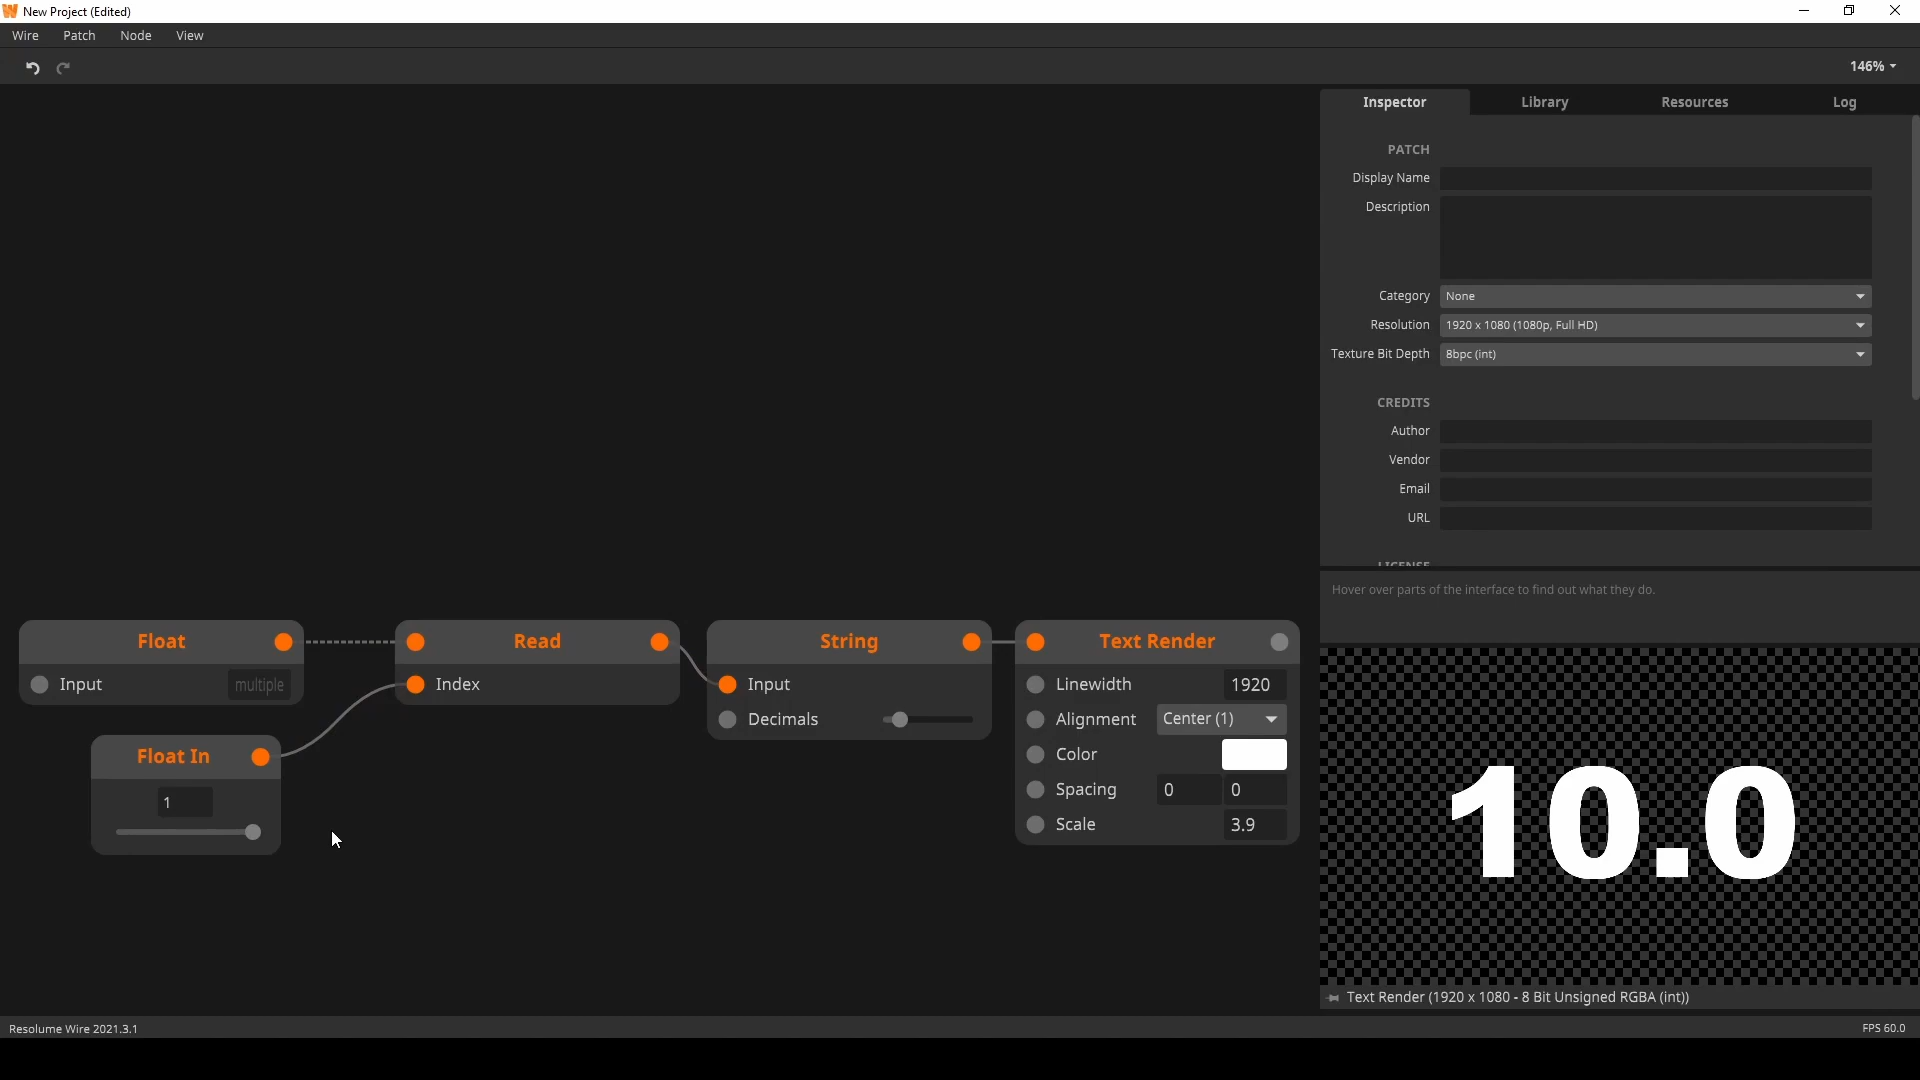 New Project (Edited)
Wire Patch Node View
146%
Inspector Library Resources Log
PATCH
Display Name
Description
Category None
Resolution 1920 x 1080 (1080p, Full HD)
Texture Bit Depth 8bpc (int)
CREDITS
Author
Vendor
Email
URL
LICENSE
Hover over parts of the interface to find out what they do.
Float
Input multiple
Float In
1
Read
Index
String
Input
Decimals
Text Render
Linewidth 1920
Alignment Center (1)
Color
Spacing 0 0
Scale 3.9
10.0
Text Render (1920 x 1080 - 8 Bit Unsigned RGBA (int))
Resolume Wire 2021.3.1
FPS 60.0